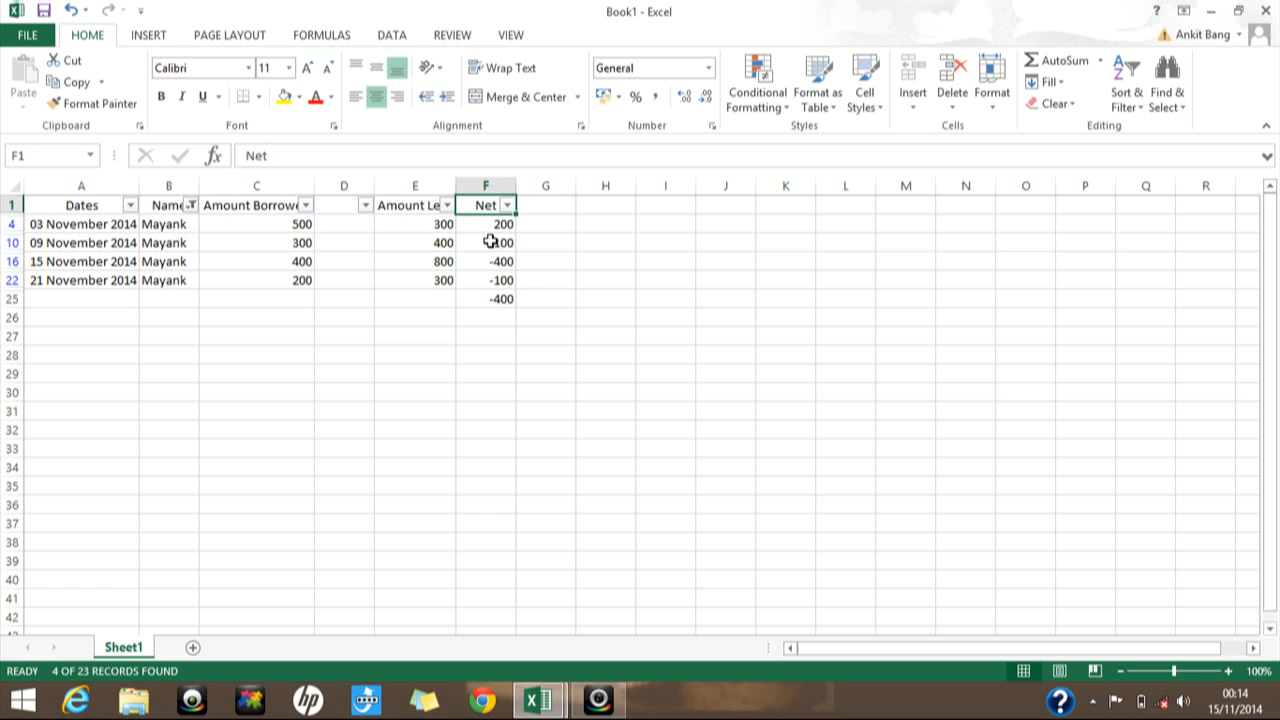 Book1 - Excel
FILE HOME INSERT PAGE LAYOUT FORMULAS DATA REVIEW VIEW Ankit Bang
Paste Cut Copy Format Painter Clipboard
Calibri 11 B I U A Font
Wrap Text Merge & Center Alignment
General % , Number
Conditional Formatting Format as Table Cell Styles Styles
Insert Delete Format Cells
AutoSum Fill Clear Sort & Filter Find & Select Editing
F1 fx Net
A B C D E F G H I J K L M N O P Q R
1 Dates Name Amount Borrowe Amount Le Net
4 03 November 2014 Mayank 500 300 200
10 09 November 2014 Mayank 300 400 100
16 15 November 2014 Mayank 400 800 -400
22 21 November 2014 Mayank 200 300 -100
25 -400
26
27
28
29
30
31
32
33
34
35
36
37
38
39
40
41
42
Sheet1
READY 4 OF 23 RECORDS FOUND 100%
00:14
15/11/2014